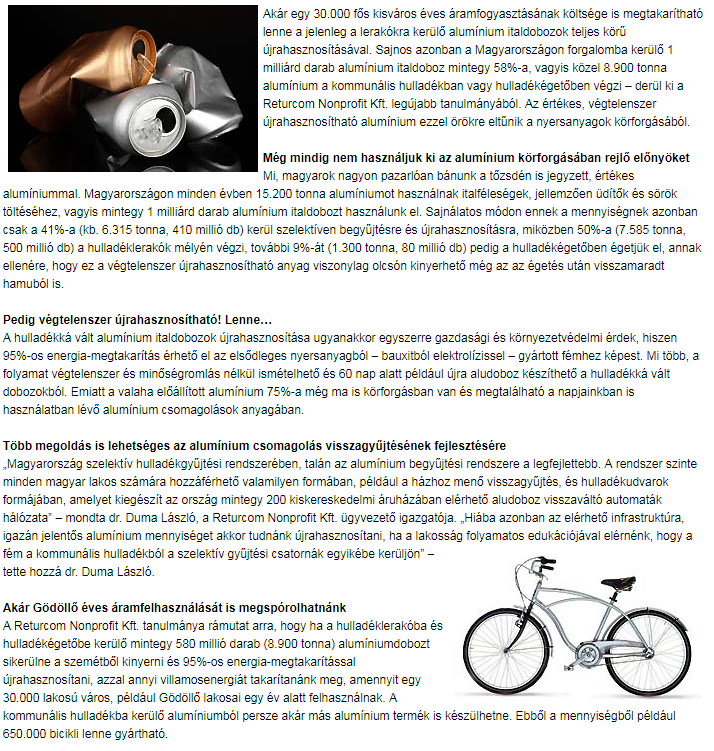 Akár egy 30.000 fős kisváros éves áramfogyasztásának költsége is megtakarítható
lenne a jelenleg a lerakókra kerülő alumínium italdobozok teljes körű
újrahasznosításával. Sajnos azonban a Magyarországon forgalomba kerülő 1
milliárd darab alumínium italdoboz mintegy 58%-a, vagyis közel 8.900 tonna
alumínium a kommunális hulladékban vagy hulladékégetőben végzi – derül ki a
Returcom Nonprofit Kft. legújabb tanulmányából. Az értékes, végtelenszer
újrahasznosítható alumínium ezzel örökre eltűnik a nyersanyagok körforgásából.
Még mindig nem használjuk ki az alumínium körforgásában rejlő előnyöket
Mi, magyarok nagyon pazarlóan bánunk a tőzsdén is jegyzett, értékes
alumíniummal. Magyarországon minden évben 15.200 tonna alumíniumot használnak italféleségek, jellemzően üdítők és sörök
töltéséhez, vagyis mintegy 1 milliárd darab alumínium italdobozt használunk el. Sajnálatos módon ennek a mennyiségnek azonban
csak a 41%-a (kb. 6.315 tonna, 410 millió db) kerül szelektíven begyűjtésre és újrahasznosításra, miközben 50%-a (7.585 tonna,
500 millió db) a hulladéklerakók mélyén végzi, további 9%-át (1.300 tonna, 80 millió db) pedig a hulladékégetőben égetjük el, annak
ellenére, hogy ez a végtelenszer újrahasznosítható anyag viszonylag olcsón kinyerhető még az az égetés után visszamaradt
hamuból is.
Pedig végtelenszer újrahasznosítható! Lenne…
A hulladékká vált alumínium italdobozok újrahasznosítása ugyanakkor egyszerre gazdasági és környezetvédelmi érdek, hiszen
95%-os energia-megtakarítás érhető el az elsődleges nyersanyagból – bauxitból elektrolízissel – gyártott fémhez képest. Mi több, a
folyamat végtelenszer és minőségromlás nélkül ismételhető és 60 nap alatt például újra aludoboz készíthető a hulladékká vált
dobozokból. Emiatt a valaha előállított alumínium 75%-a még ma is körforgásban van és megtalálható a napjainkban is
használatban lévő alumínium csomagolások anyagában.
Több megoldás is lehetséges az alumínium csomagolás visszagyűjtésének fejlesztésére
„Magyarország szelektív hulladékgyűjtési rendszerében, talán az alumínium begyűjtési rendszere a legfejlettebb. A rendszer szinte
minden magyar lakos számára hozzáférhető valamilyen formában, például a házhoz menő visszagyűjtés, és hulladékudvarok
formájában, amelyet kiegészít az ország mintegy 200 kiskereskedelmi áruházában elérhető aludoboz visszaváltó automaták
hálózata” – mondta dr. Duma László, a Returcom Nonprofit Kft. ügyvezető igazgatója. „Hiába azonban az elérhető infrastruktúra,
igazán jelentős alumínium mennyiséget akkor tudnánk újrahasznosítani, ha a lakosság folyamatos edukációjával elérnénk, hogy a
fém a kommunális hulladékból a szelektív gyűjtési csatornák egyikébe kerüljön” –
tette hozzá dr. Duma László.
Akár Gödöllő éves áramfelhasználását is megspórolhatnánk
A Returcom Nonprofit Kft. tanulmánya rámutat arra, hogy ha a hulladéklerakóba és
hulladékégetőbe kerülő mintegy 580 millió darab (8.900 tonna) alumíniumdobozt
sikerülne a szemétből kinyerni és 95%-os energia-megtakarítással
újrahasznosítani, azzal annyi villamosenergiát takarítanánk meg, amennyit egy
30.000 lakosú város, például Gödöllő lakosai egy év alatt felhasználnak. A
kommunális hulladékba kerülő alumíniumból persze akár más alumínium termék is készülhetne. Ebből a mennyiségből például
650.000 bicikli lenne gyártható.